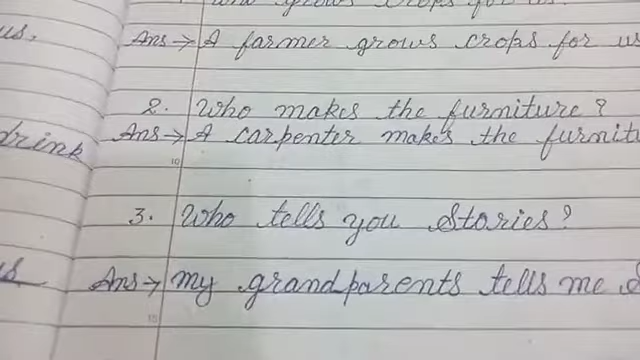 us.
Ans → A farmer grows crops for us
2. Who makes the furniture?
Ans → A carpenter makes the
drink
3. Who tells you Stories?
Ans → my grandparents tells me